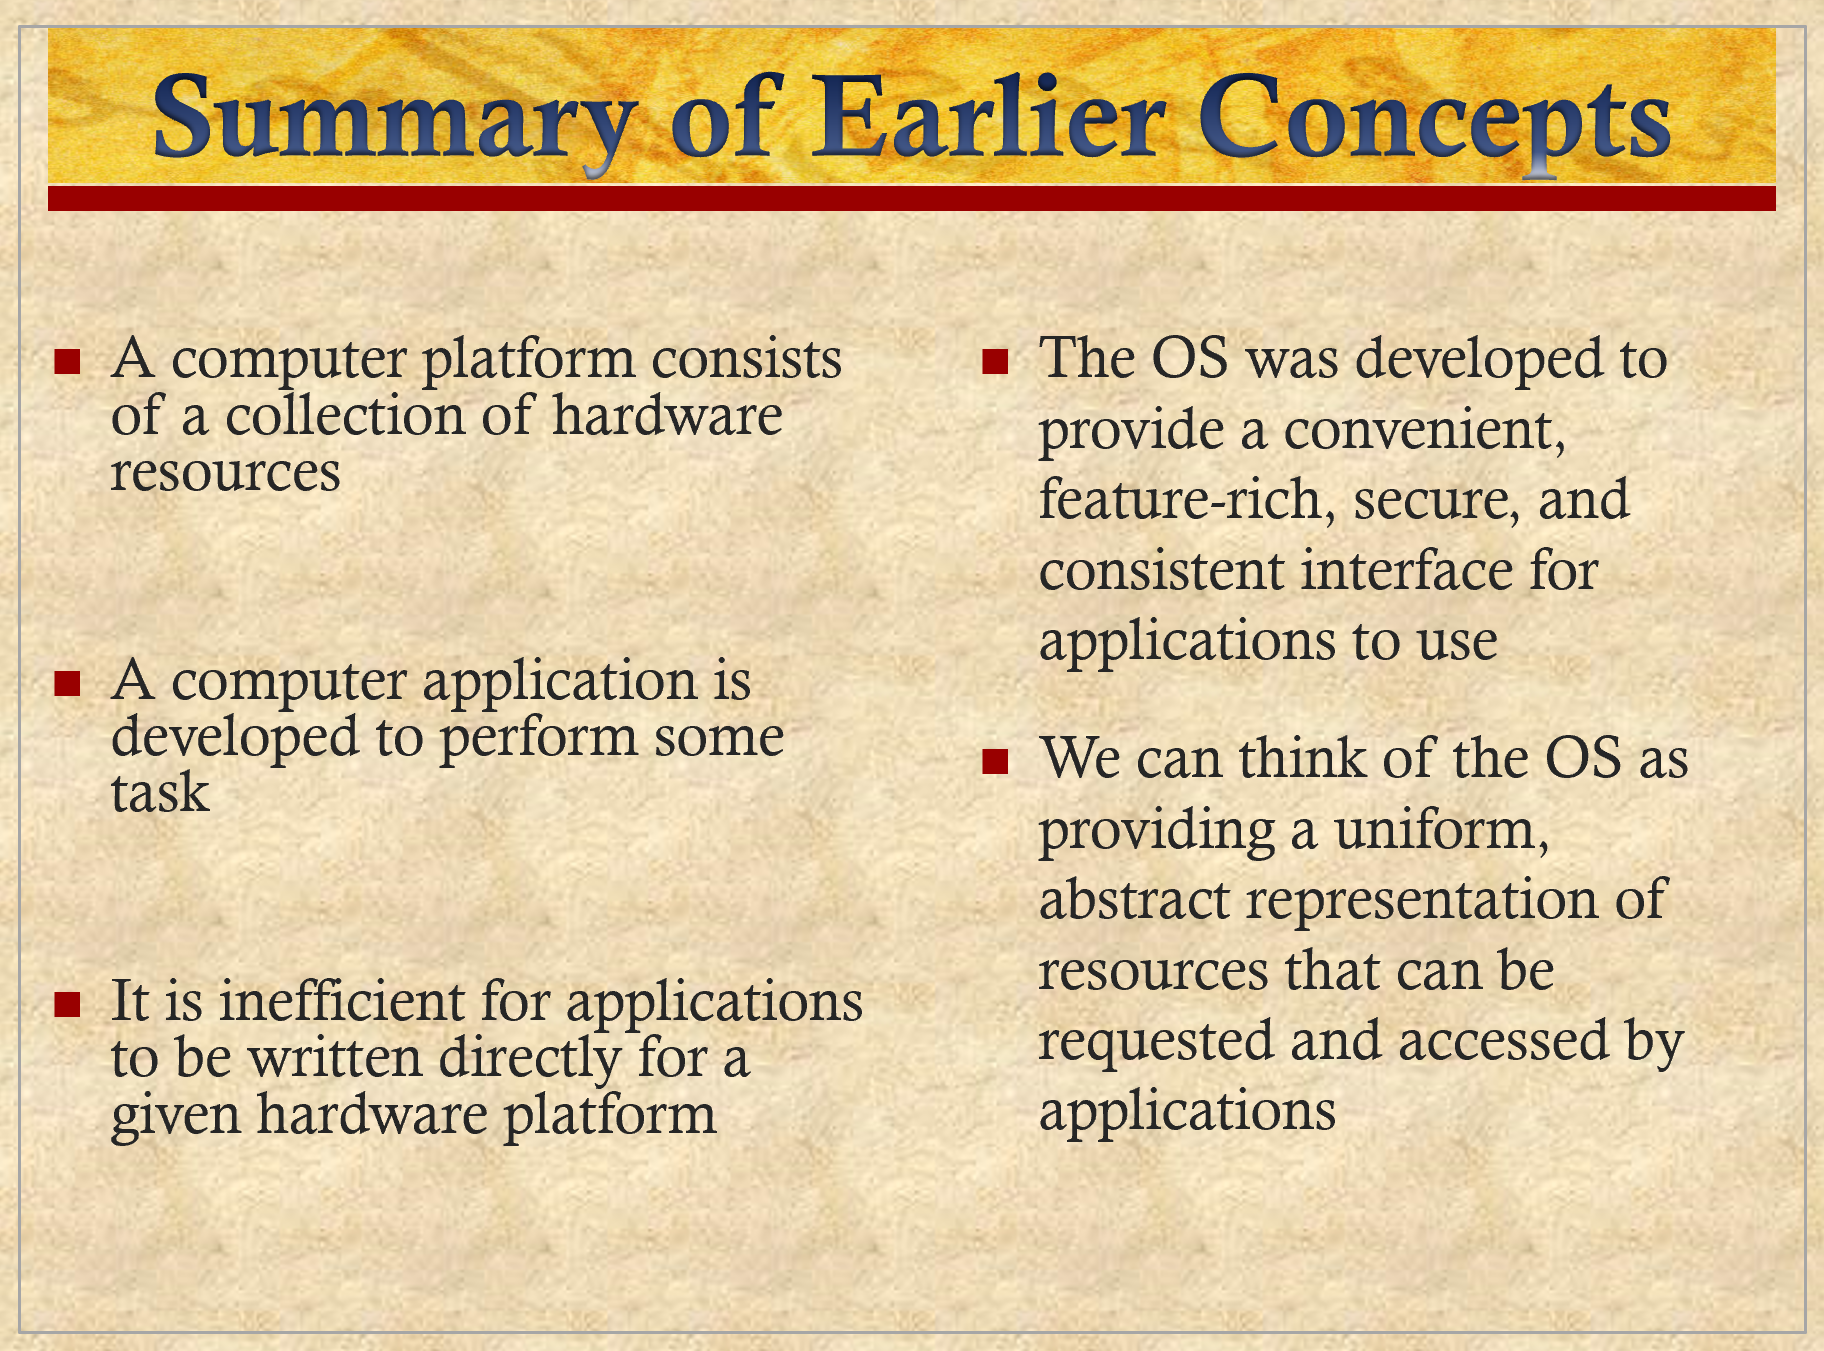 Summary of Earlier Concepts
A computer platform consists
of a collection of hardware
resources
A computer application is
developed to perform some
task
It is inefficient for applications
to be written directly for a
given hardware platform
The OS was developed to
provide a convenient,
feature-rich, secure, and
consistent interface for
applications to use
We can think of the OS as
providing a uniform,
abstract representation of
resources that can be
requested and accessed by
applications